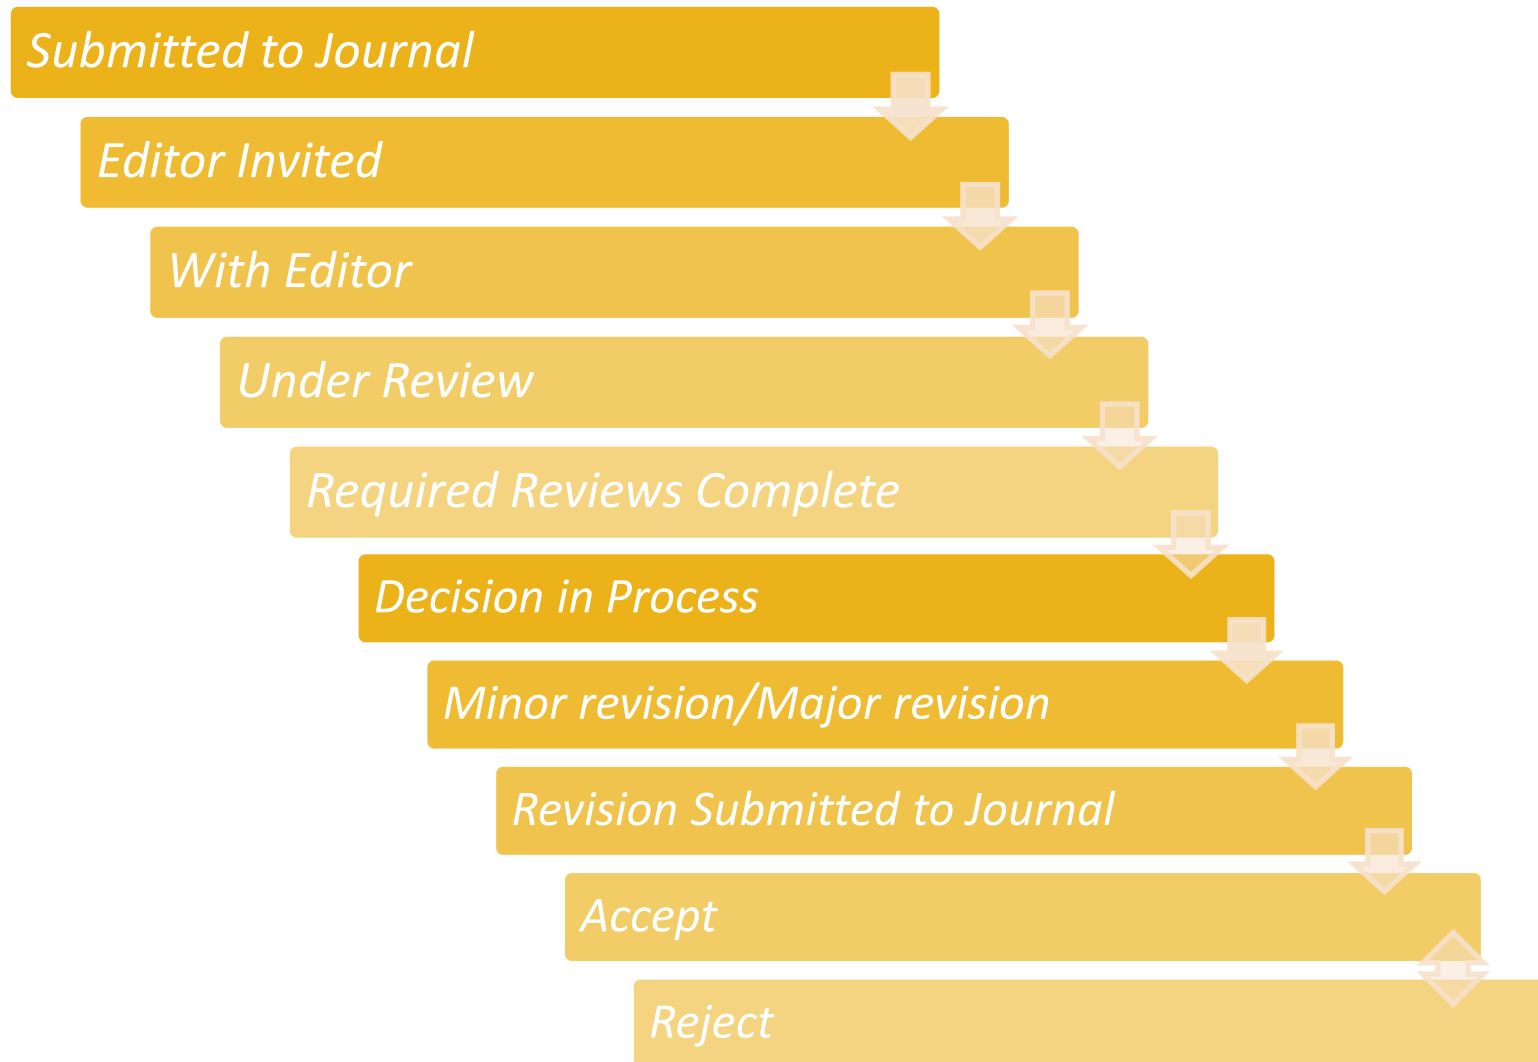 Submitted to Journal
Editor Invited
With Editor
Under Review
Required Reviews Complete
Decision in Process
Minor revision/Major revision
Revision Submitted to Journal
Accept
Reject